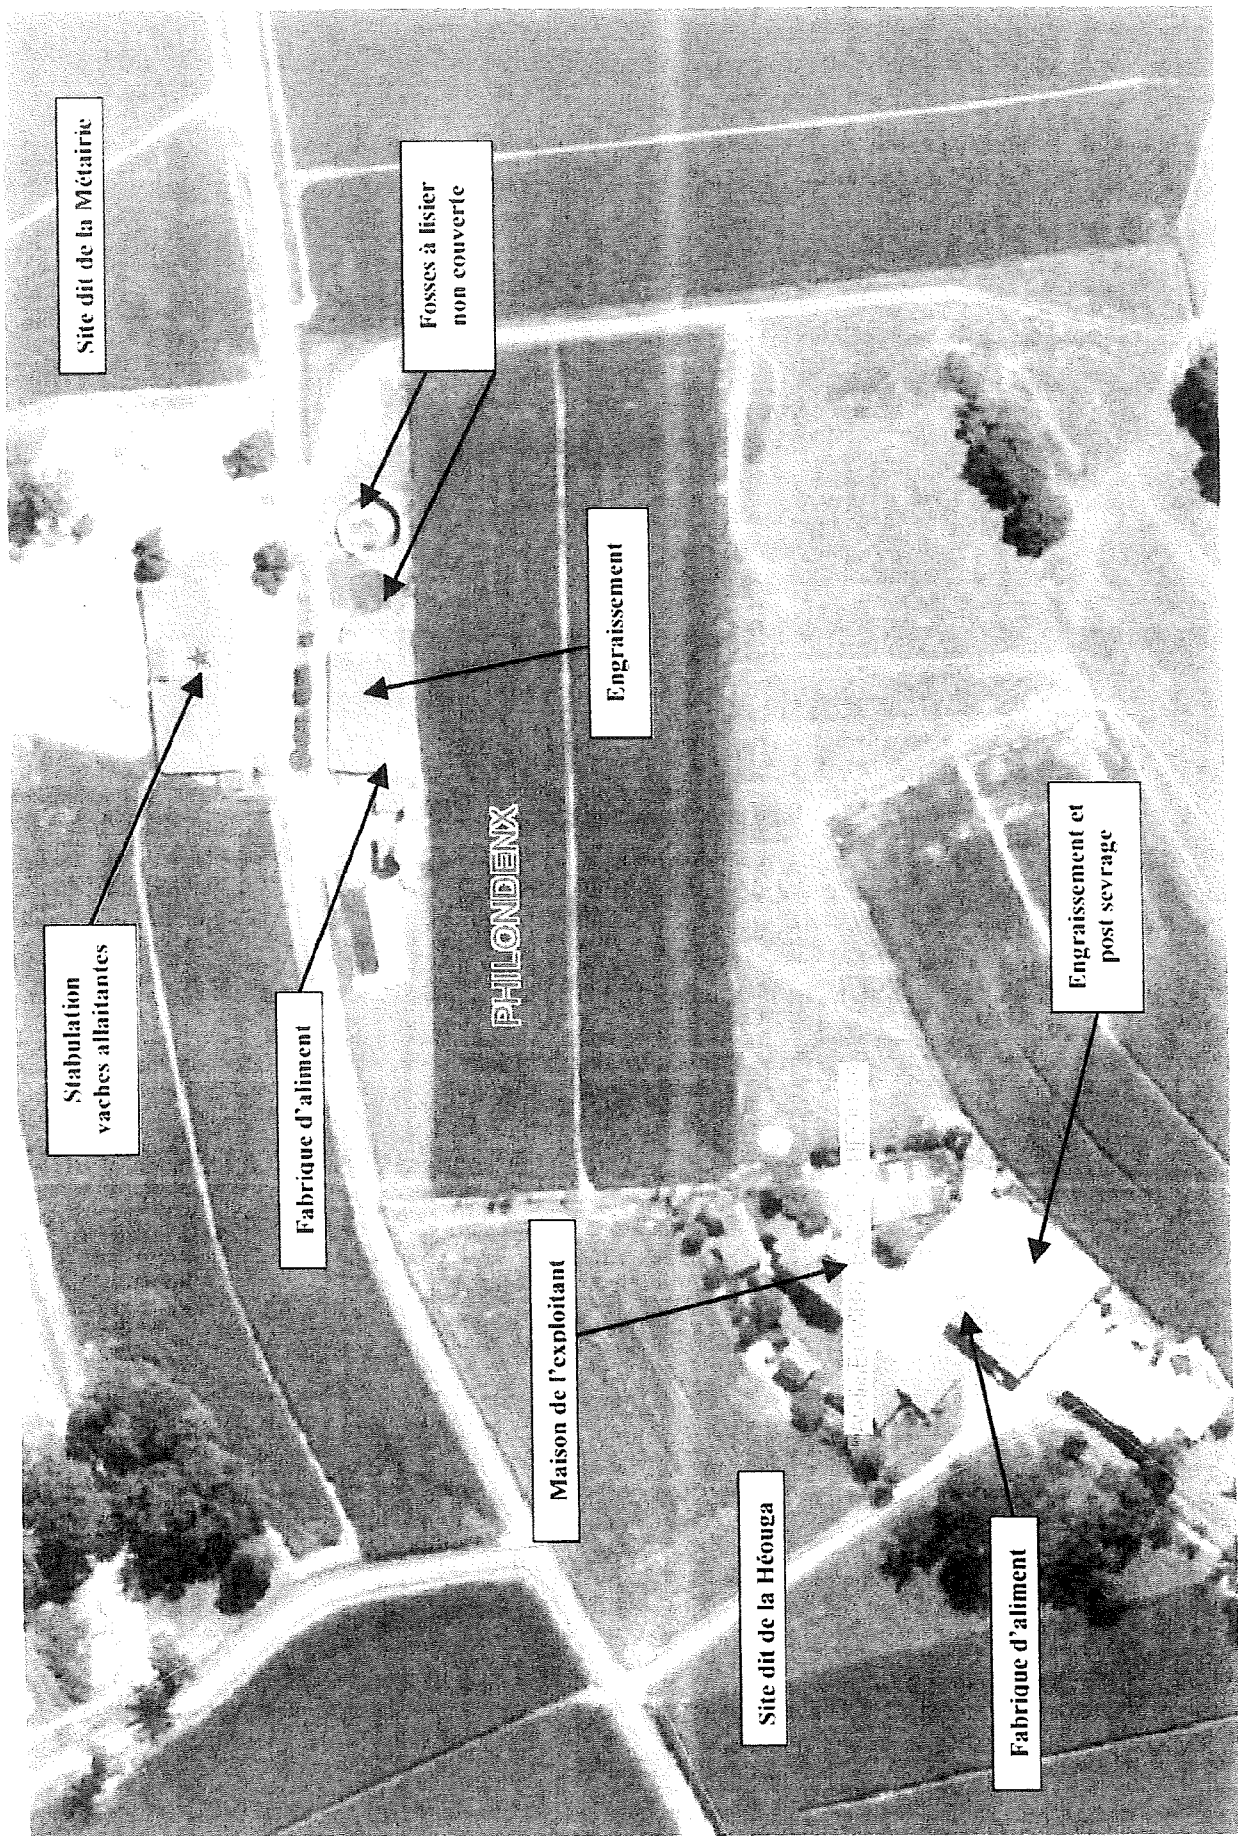 Site dit de la Métairie
Fosses à lisier
non couverte
Stabulation
vaches allaitantes
Fabrique d'aliment
Engraissement
PHILONDENX
Maison de l'exploitant
Engraissement et
post sevrage
Site dit de la Héouga
Fabrique d'aliment